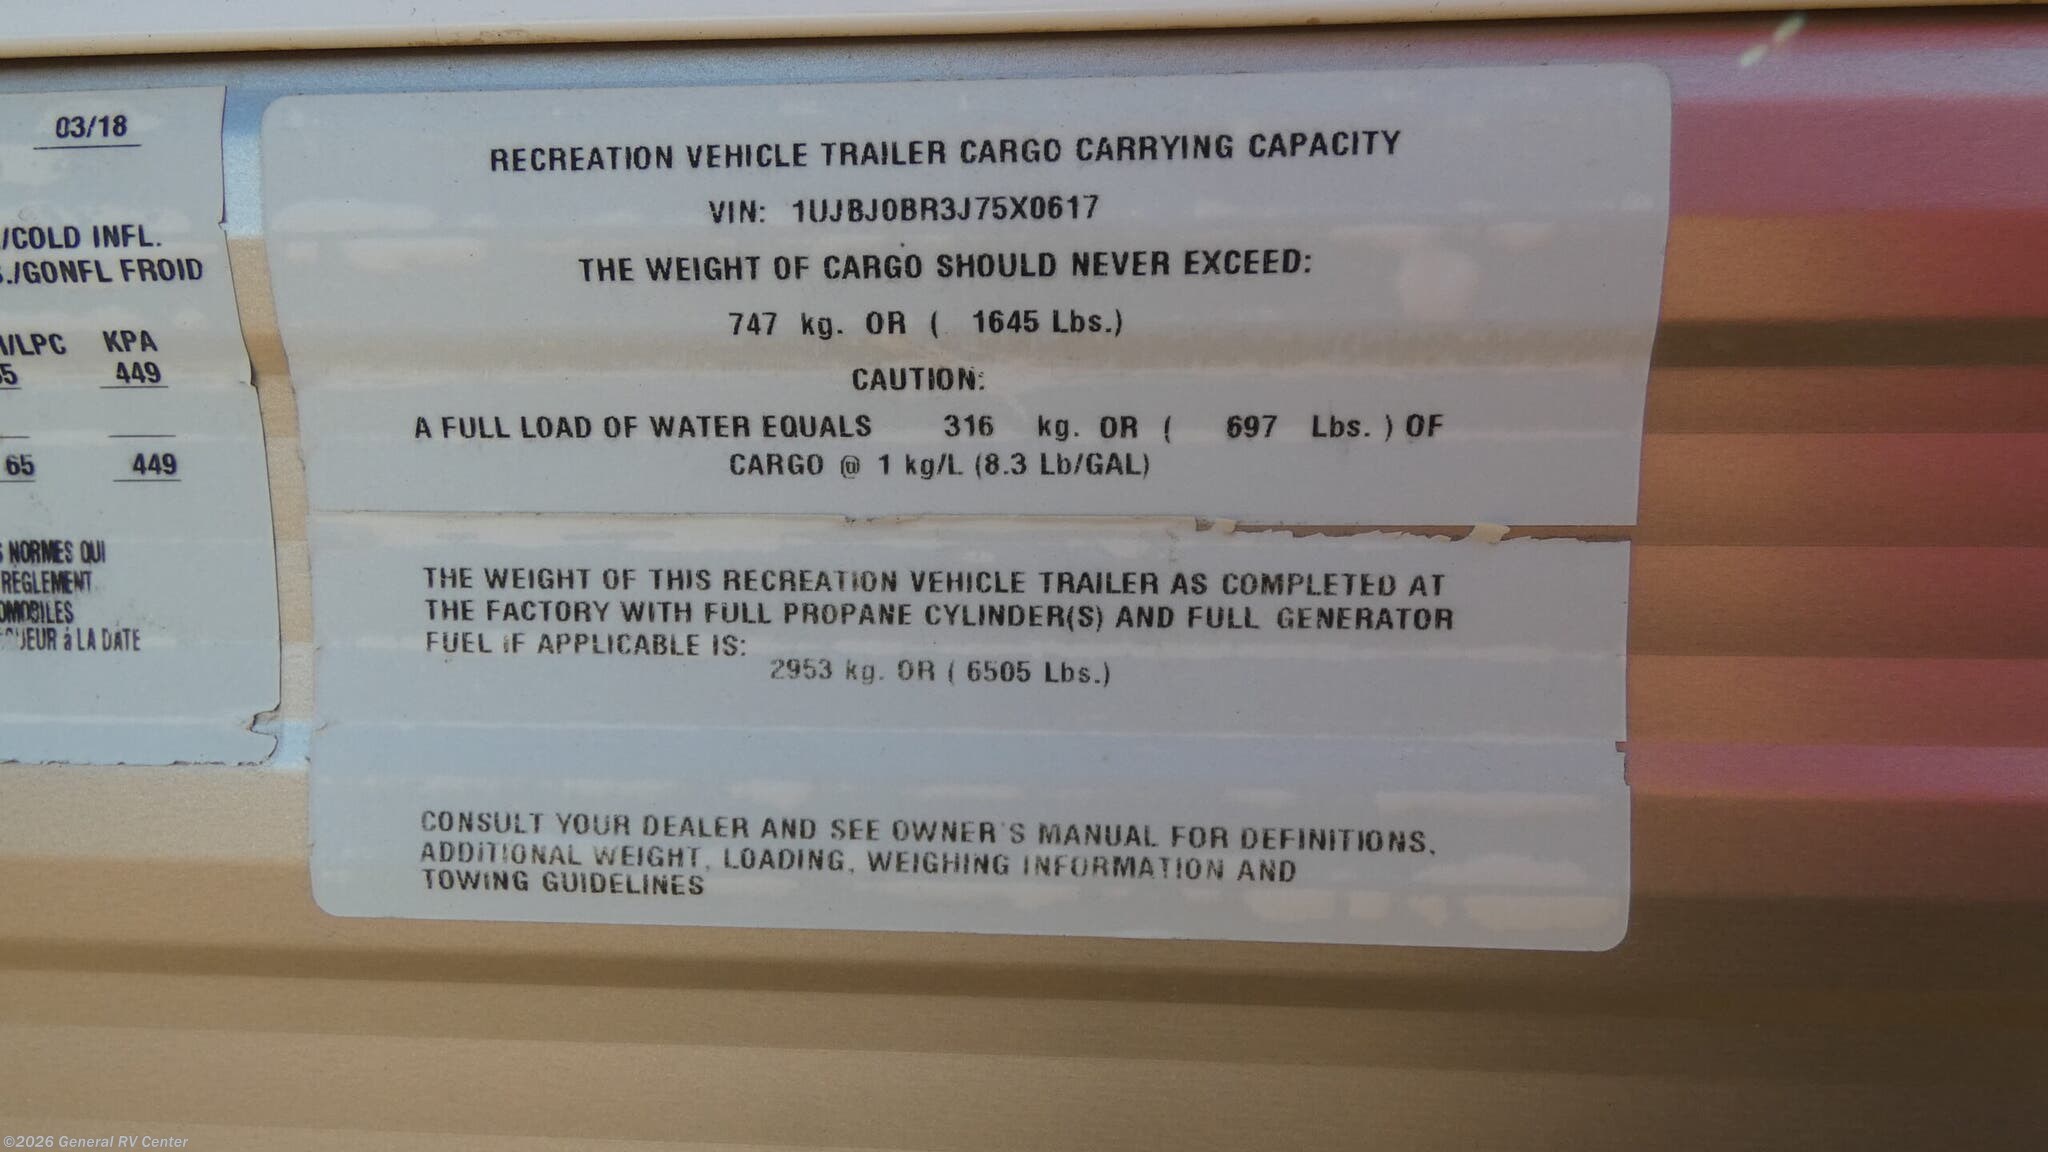 03/18
/COLD INFL.
./GONFL FROID
/LPC KPA
5 449
65 449
NORMES QUI
RÈGLEMENT
OMOBILES
UEUR à LA DATE
RECREATION VEHICLE TRAILER CARGO CARRYING CAPACITY
VIN: 1UJBJ0BR3J75X0617
THE WEIGHT OF CARGO SHOULD NEVER EXCEED:
747 kg. OR ( 1645 Lbs.)
CAUTION:
A FULL LOAD OF WATER EQUALS 316 kg. OR ( 697 Lbs. ) OF
CARGO @ 1 kg/L (8.3 Lb/GAL)
THE WEIGHT OF THIS RECREATION VEHICLE TRAILER AS COMPLETED AT
THE FACTORY WITH FULL PROPANE CYLINDER(S) AND FULL GENERATOR
FUEL IF APPLICABLE IS:
2953 kg. OR ( 6505 Lbs.)
CONSULT YOUR DEALER AND SEE OWNER'S MANUAL FOR DEFINITIONS,
ADDITIONAL WEIGHT, LOADING, WEIGHING INFORMATION AND
TOWING GUIDELINES
©2026 General RV Center